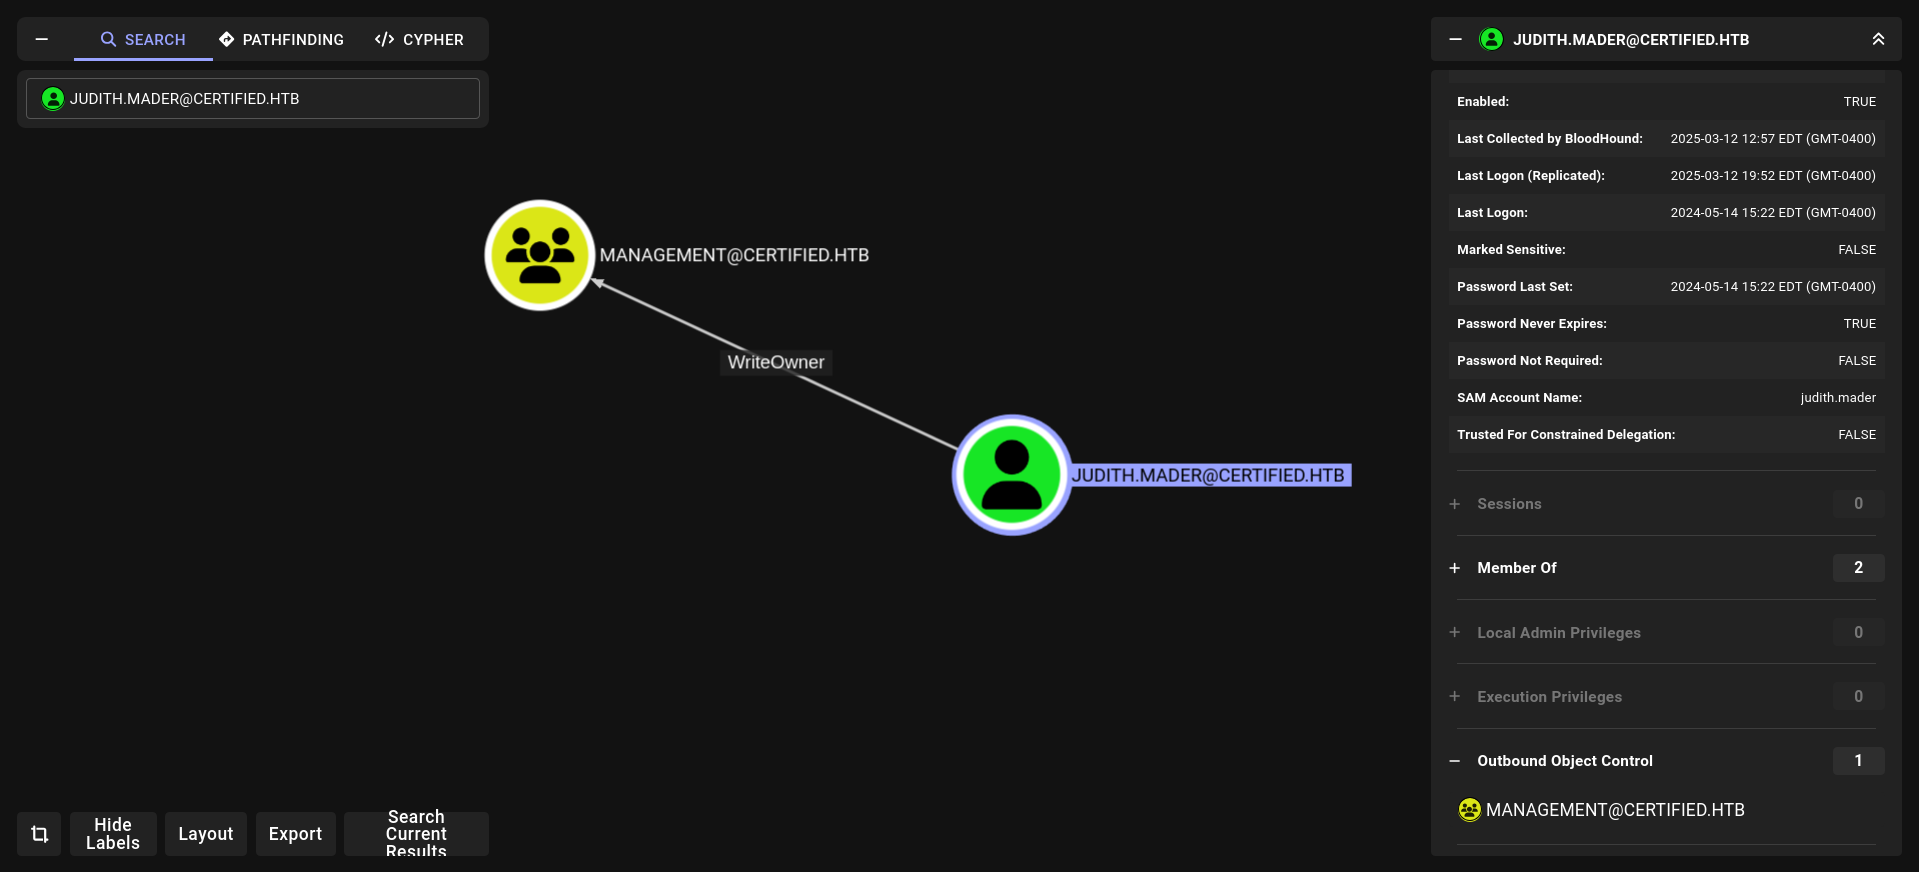 SEARCH
PATHFINDING
CYPHER
JUDITH.MADER@CERTIFIED.HTB
MANAGEMENT@CERTIFIED.HTB
WriteOwner
JUDITH.MADER@CERTIFIED.HTB
Hide
Labels
Layout
Export
Search
Current
Results
JUDITH.MADER@CERTIFIED.HTB
Enabled: TRUE
Last Collected by BloodHound: 2025-03-12 12:57 EDT (GMT-0400)
Last Logon (Replicated): 2025-03-12 19:52 EDT (GMT-0400)
Last Logon: 2024-05-14 15:22 EDT (GMT-0400)
Marked Sensitive: FALSE
Password Last Set: 2024-05-14 15:22 EDT (GMT-0400)
Password Never Expires: TRUE
Password Not Required: FALSE
SAM Account Name: judith.mader
Trusted For Constrained Delegation: FALSE
Sessions 0
Member Of 2
Local Admin Privileges 0
Execution Privileges 0
Outbound Object Control 1
MANAGEMENT@CERTIFIED.HTB